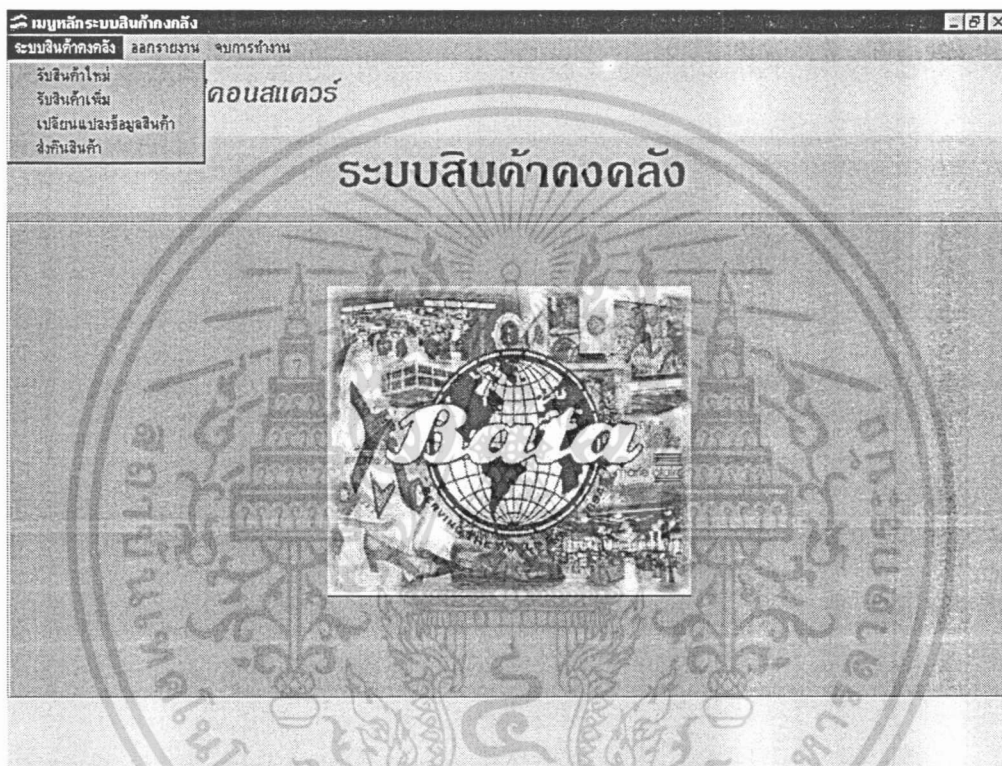 เมนูหลักระบบสินค้าคงคลัง
ระบบสินค้าคงคลัง ออกรายงาน จบการทำงาน
รับสินค้าใหม่
รับสินค้าเพิ่ม
เปลี่ยนแปลงข้อมูลสินค้า
ส่งคืนสินค้า
คอนสแควร์
ระบบสินค้าคงคลัง
Bata
marie claire